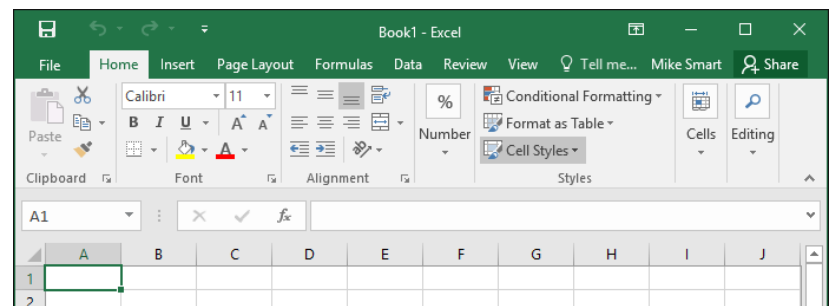 Book1 - Excel
File Home Insert Page Layout Formulas Data Review View Tell me... Mike Smart Share
Calibri 11 % Conditional Formatting
Paste B I U A A Number Format as Table Cells Editing
A Cell Styles
Clipboard Font Alignment Styles
A1 fx
A B C D E F G H I J
1
2